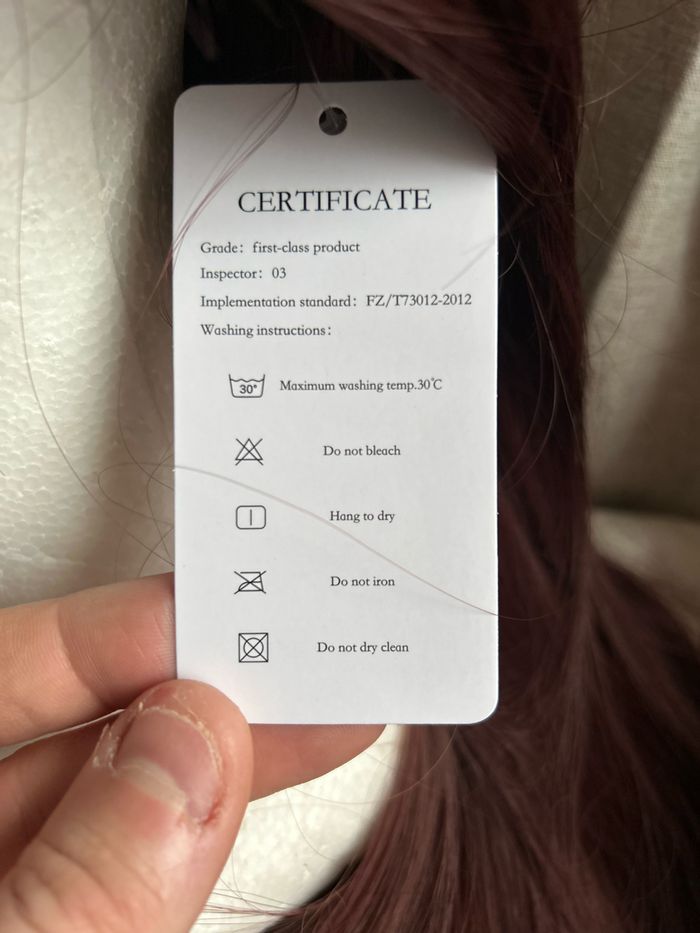 CERTIFICATE
Grade: first-class product
Inspector: 03
Implementation standard: FZ/T73012-2012
Washing instructions:
30° Maximum washing temp.30℃
Do not bleach
Hang to dry
Do not iron
Do not dry clean